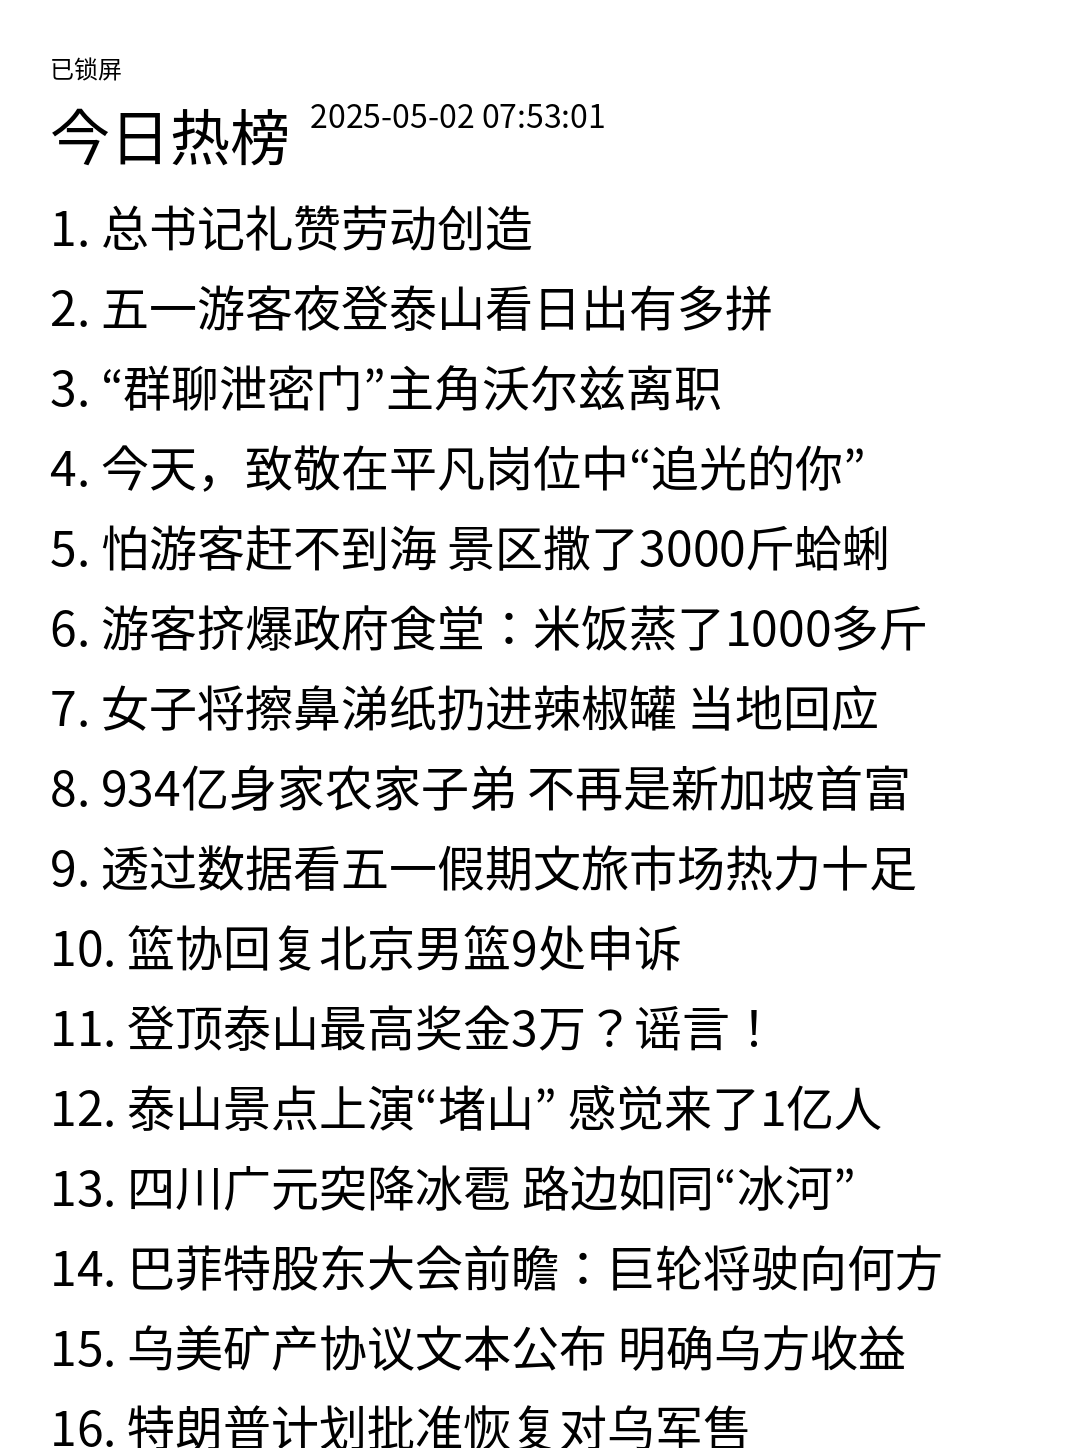 已锁屏
今日热榜 2025-05-02 07:53:01
1. 总书记礼赞劳动创造
2. 五一游客夜登泰山看日出有多拼
3. “群聊泄密门”主角沃尔兹离职
4. 今天，致敬在平凡岗位中“追光的你”
5. 怕游客赶不到海 景区撒了3000斤蛤蜊
6. 游客挤爆政府食堂：米饭蒸了1000多斤
7. 女子将擦鼻涕纸扔进辣椒罐 当地回应
8. 934亿身家农家子弟 不再是新加坡首富
9. 透过数据看五一假期文旅市场热力十足
10. 篮协回复北京男篮9处申诉
11. 登顶泰山最高奖金3万？谣言！
12. 泰山景点上演“堵山” 感觉来了1亿人
13. 四川广元突降冰雹 路边如同“冰河”
14. 巴菲特股东大会前瞻：巨轮将驶向何方
15. 乌美矿产协议文本公布 明确乌方收益
16. 特朗普计划批准恢复对乌军售